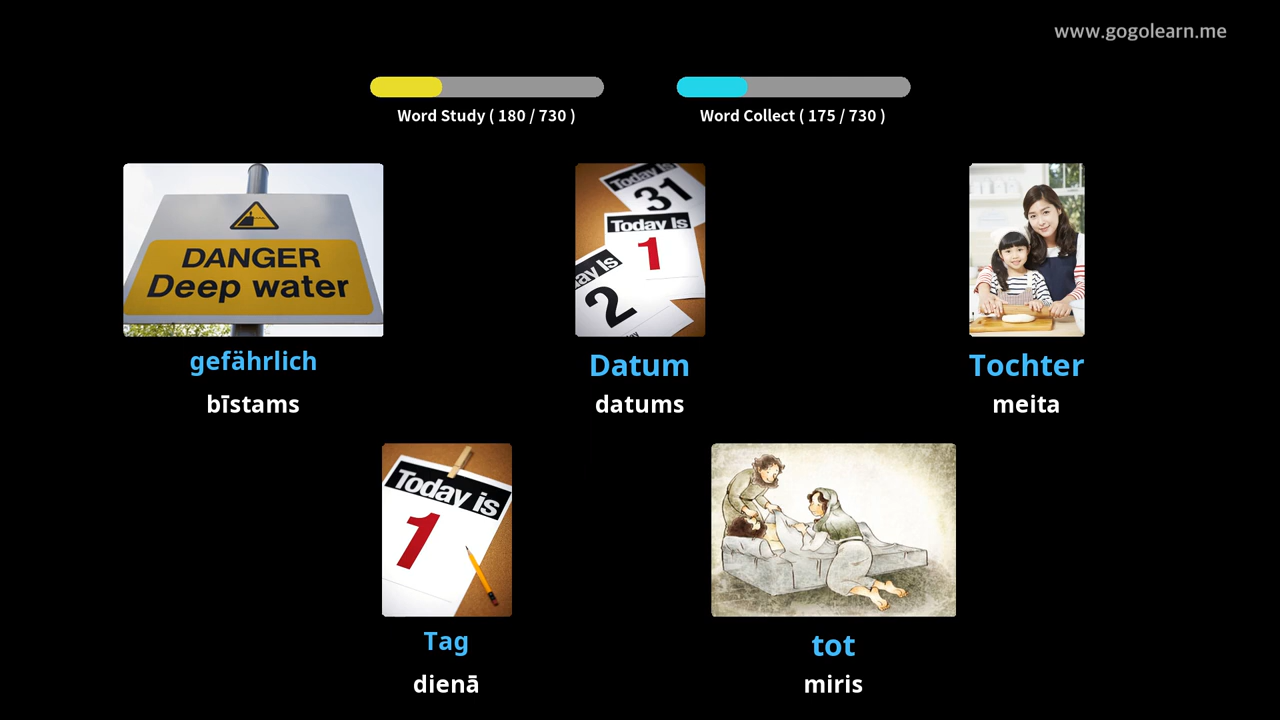 www.gogolearn.me
Word Study ( 180 / 730 )
Word Collect ( 175 / 730 )
DANGER
Deep water
Today is
31
Today Is
1
ay Is
2
gefährlich
bīstams
Datum
datums
Tochter
meita
Today is
1
Tag
dienā
tot
miris